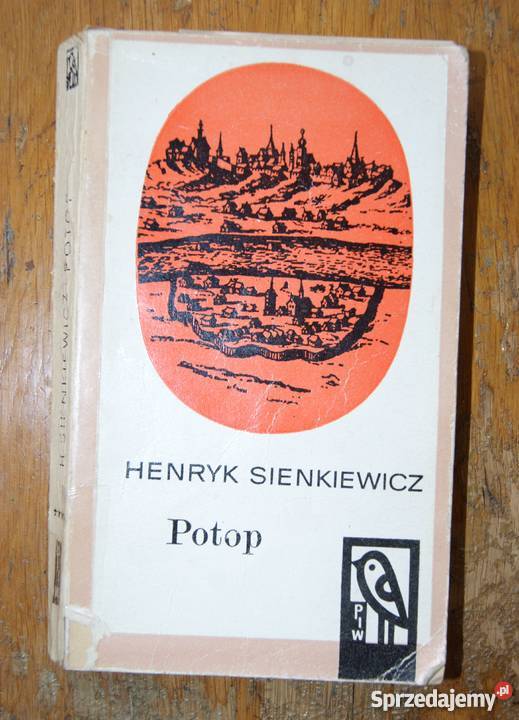 HENRYK SIENKIEWICZ
Potop
PIW
H. SIENKIEWICZ POTOP
Sprzedajemy.pl